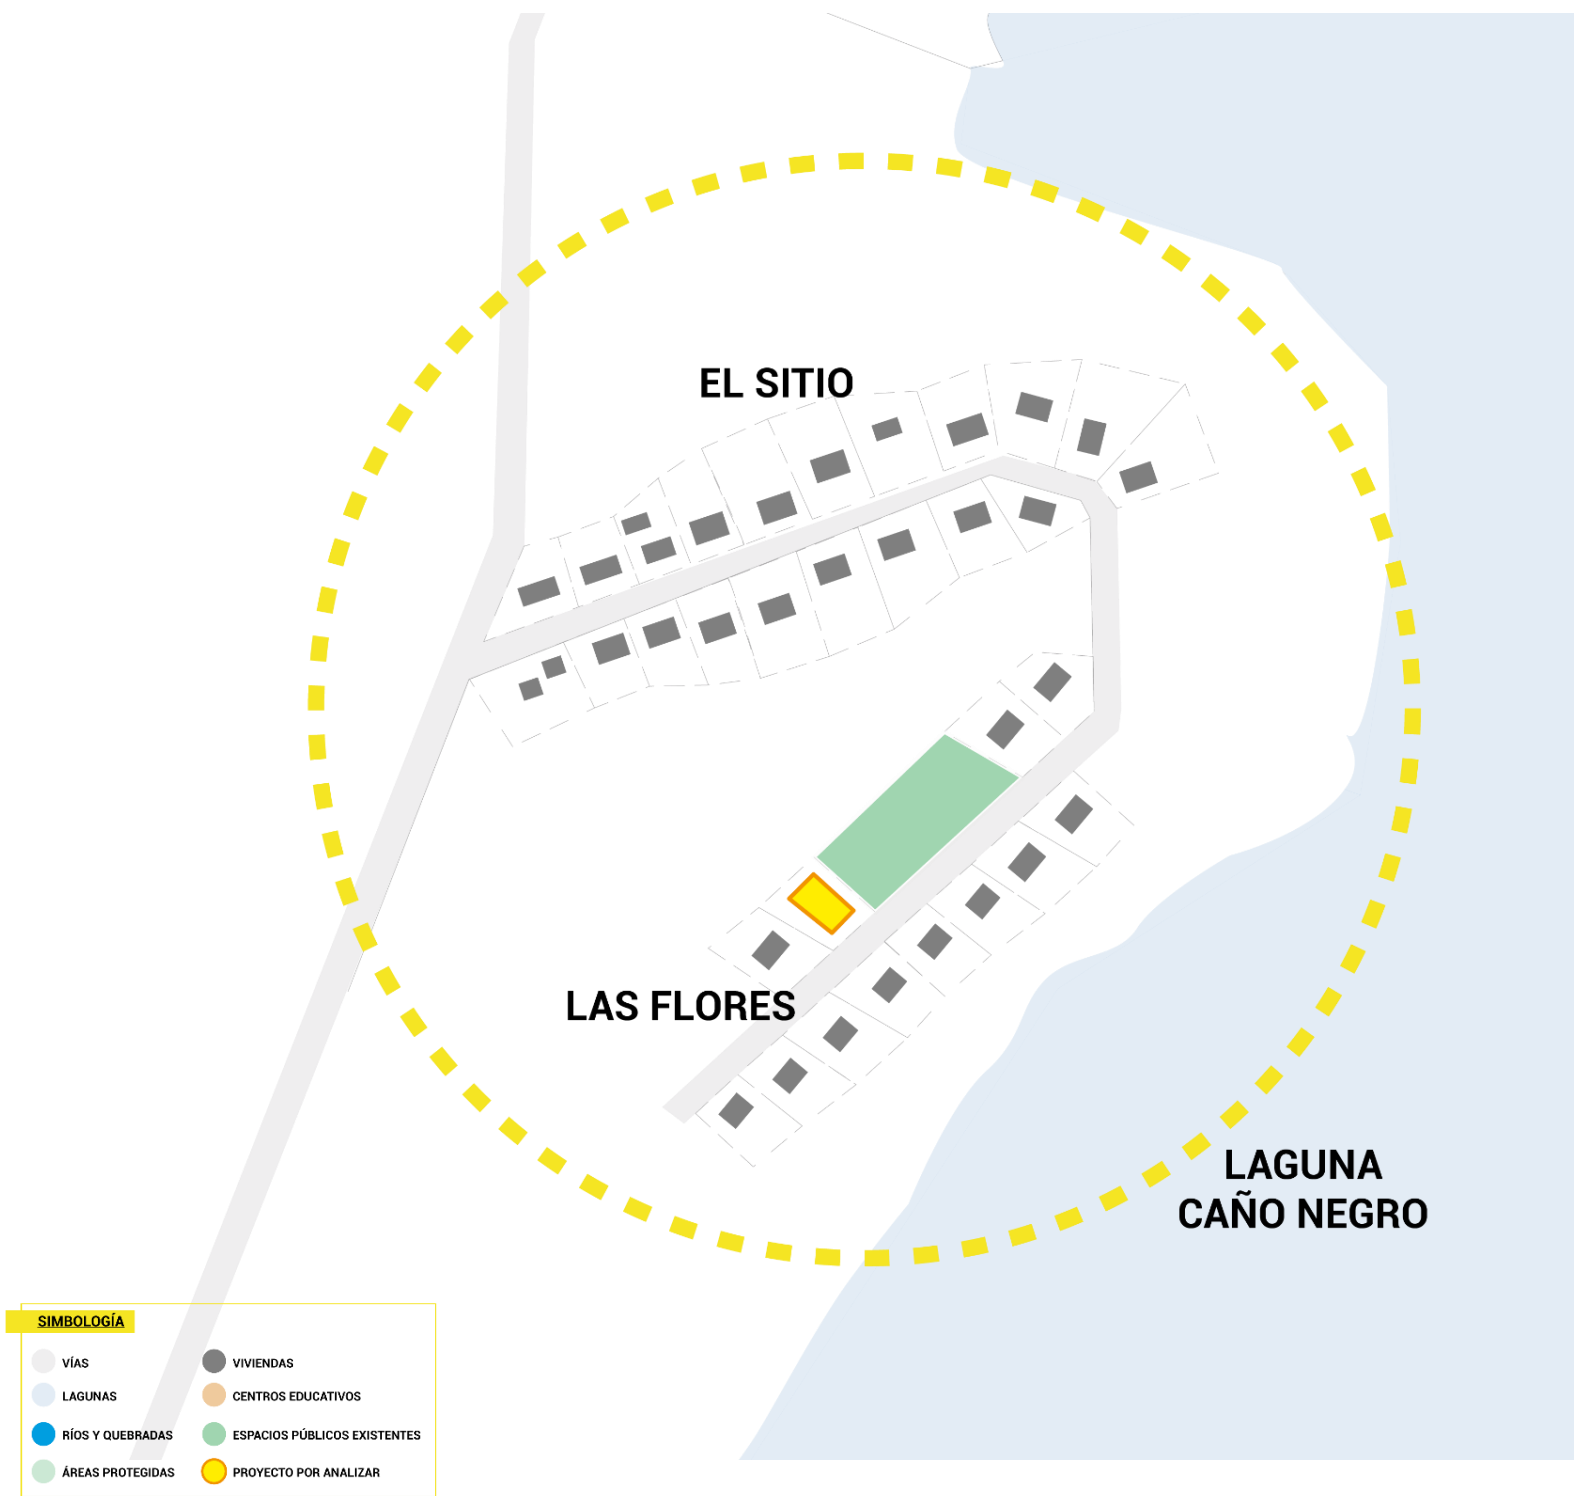 EL SITIO
LAS FLORES
LAGUNA
CAÑO NEGRO
SIMBOLOGÍA
VÍAS
LAGUNAS
RÍOS Y QUEBRADAS
ÁREAS PROTEGIDAS
VIVIENDAS
CENTROS EDUCATIVOS
ESPACIOS PÚBLICOS EXISTENTES
PROYECTO POR ANALIZAR